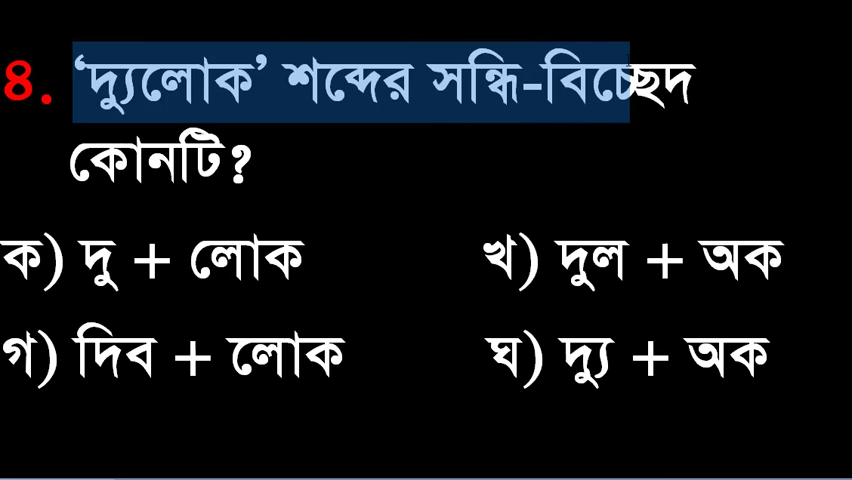 ৪. ‘দ্যুলোক’ শব্দের সন্ধি-বিচ্ছেদ
কোনটি?
ক) দু + লোক খ) দুল + অক
গ) দিব + লোক ঘ) দ্যু + অক